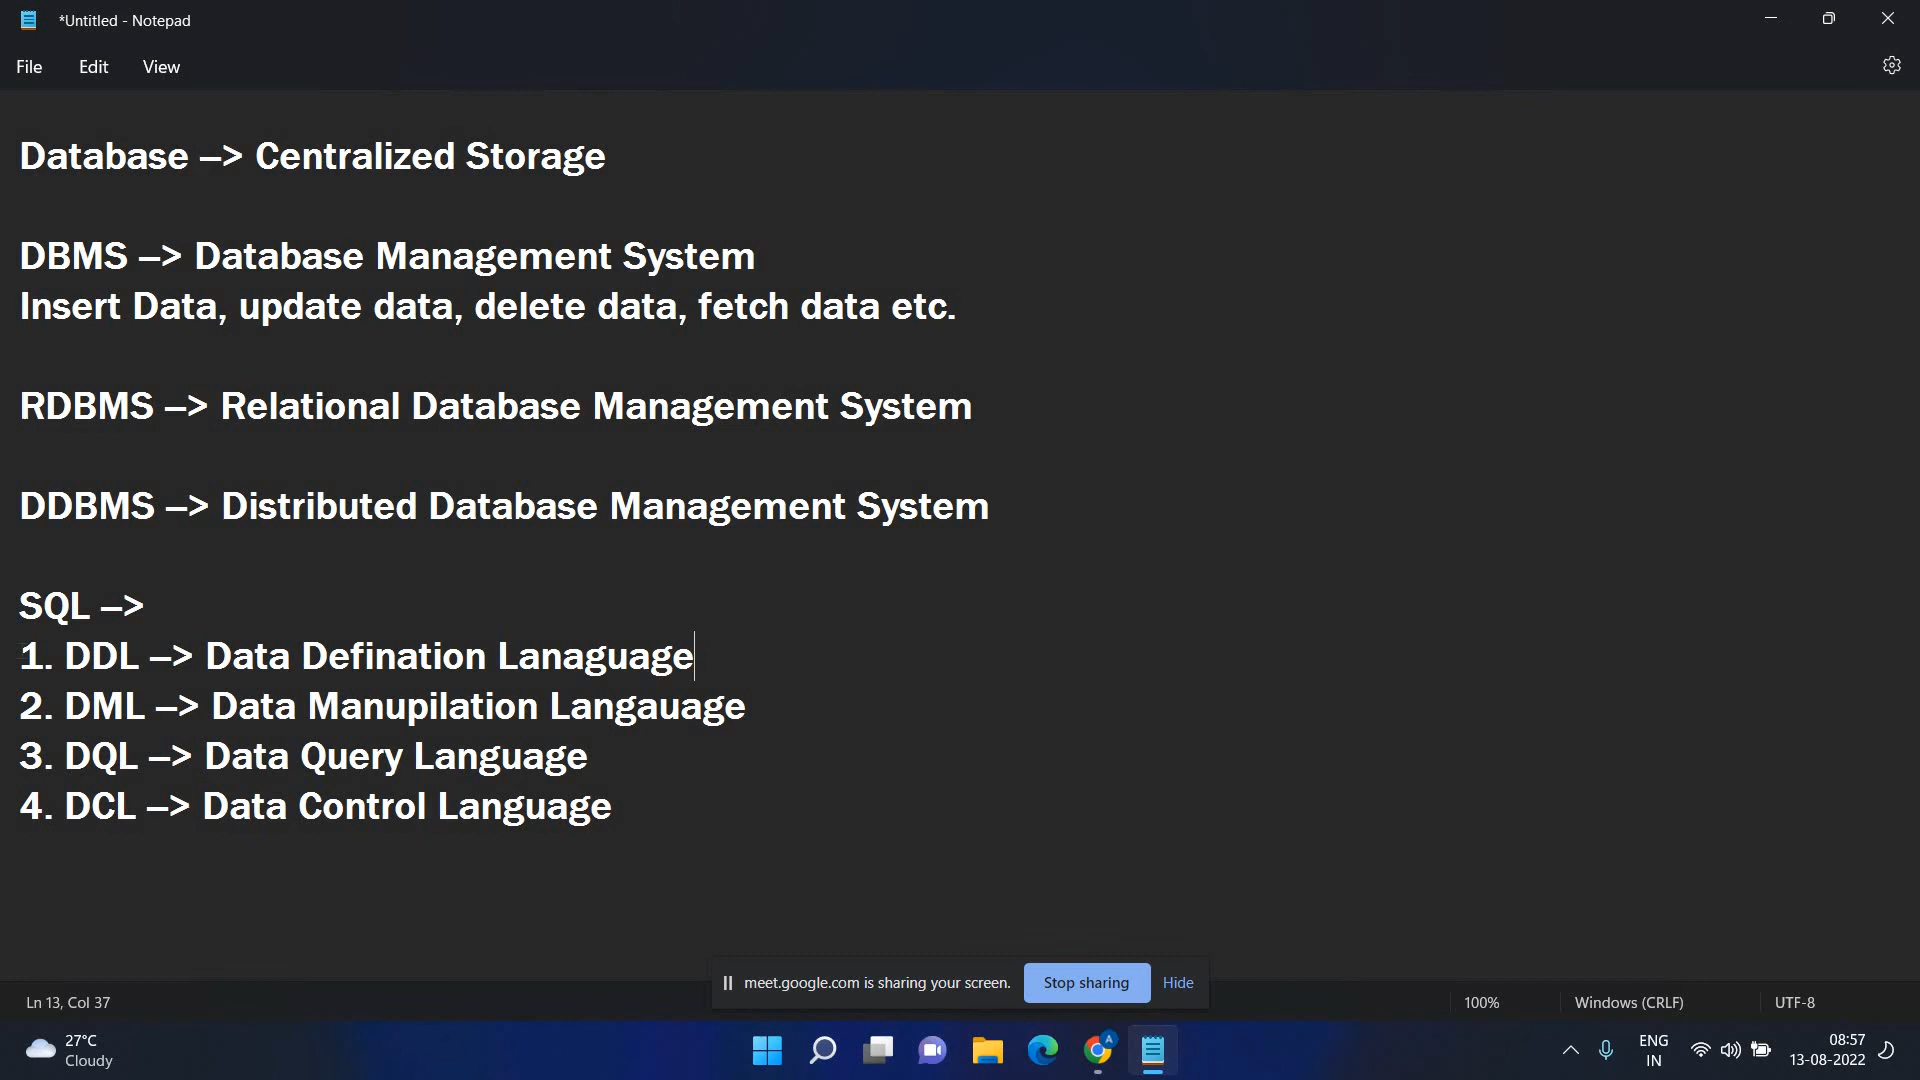 *Untitled - Notepad
File Edit View
Database –> Centralized Storage
DBMS –> Database Management System
Insert Data, update data, delete data, fetch data etc.
RDBMS –> Relational Database Management System
DDBMS –> Distributed Database Management System
SQL –>
1. DDL –> Data Defination Lanaguage
2. DML –> Data Manupilation Langauage
3. DQL –> Data Query Language
4. DCL –> Data Control Language
meet.google.com is sharing your screen. Stop sharing Hide
Ln 13, Col 37 100% Windows (CRLF) UTF-8
27°C
Cloudy
A
ENG
IN
08:57
13-08-2022